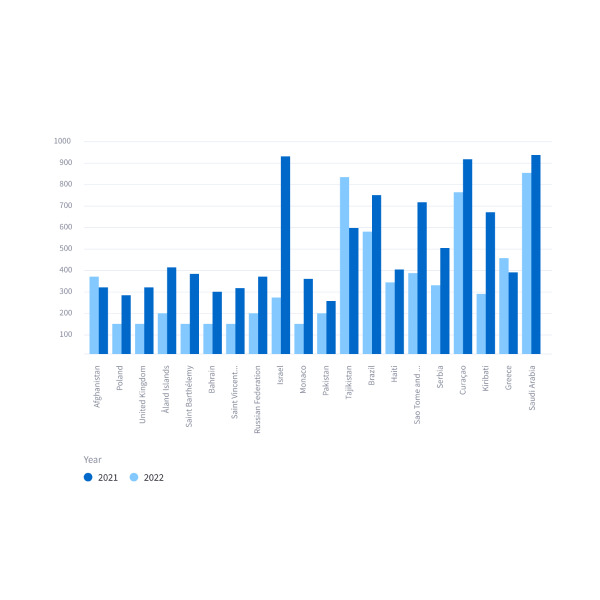 1000
900
800
700
600
500
400
300
200
100
Afghanistan
Poland
United Kingdom
Åland Islands
Saint Barthélemy
Bahrain
Saint Vincent...
Russian Federation
Israel
Monaco
Pakistan
Tajikistan
Brazil
Haiti
Sao Tome and ...
Serbia
Curaçao
Kiribati
Greece
Saudi Arabia
Year
2021 2022